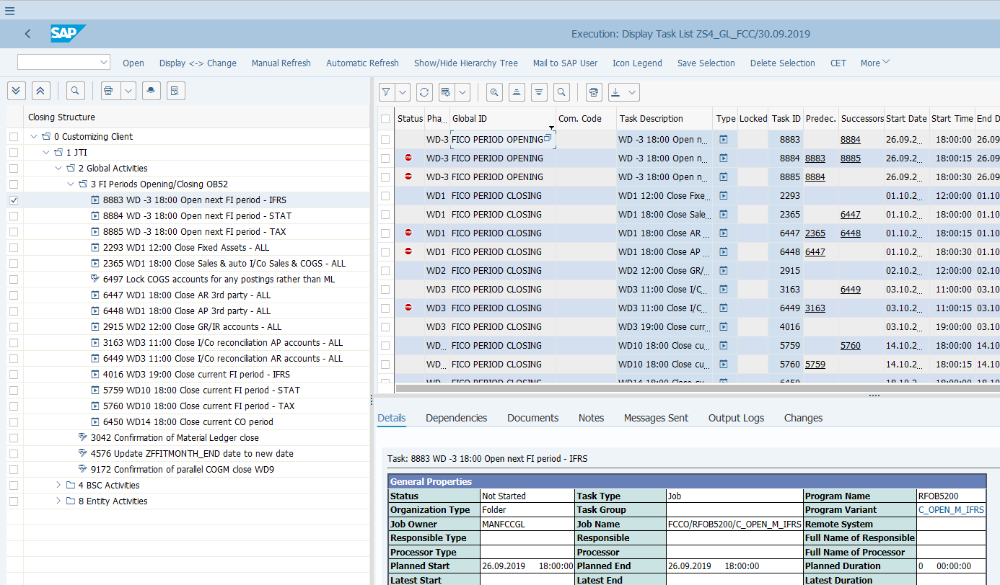 SAP
Execution: Display Task List ZS4_GL_FCC/30.09.2019
Open Display <-> Change Manual Refresh Automatic Refresh Show/Hide Hierarchy Tree Mail to SAP User Icon Legend Save Selection Delete Selection CET More
Closing Structure
0 Customizing Client
1 JTI
2 Global Activities
3 FI Periods Opening/Closing OB52
8883 WD -3 18:00 Open next FI period - IFRS
8884 WD -3 18:00 Open next FI period - STAT
8885 WD -3 18:00 Open next FI period - TAX
2293 WD1 12:00 Close Fixed Assets - ALL
2365 WD1 18:00 Close Sales & auto I/Co Sales & COGS - ALL
6497 Lock COGS accounts for any postings rather than ML
6447 WD1 18:00 Close AR 3rd party - ALL
6448 WD1 18:00 Close AP 3rd party - ALL
2915 WD2 12:00 Close GR/IR accounts - ALL
3163 WD3 11:00 Close I/Co reconciliation AP accounts - ALL
6449 WD3 11:00 Close I/Co reconciliation AR accounts - ALL
4016 WD3 19:00 Close current FI period - IFRS
5759 WD10 18:00 Close current FI period - STAT
5760 WD10 18:00 Close current FI period - TAX
6450 WD14 18:00 Close current CO period
3042 Confirmation of Material Ledger close
4576 Update ZFFITMONTH_END date to new date
9172 Confirmation of parallel COGM close WD9
4 BSC Activities
8 Entity Activities
Status Pha... Global ID Com. Code Task Description Type Locked Task ID Predec. Successors Start Date Start Time End D
WD-3 FICO PERIOD OPENING WD -3 18:00 Open n... 8883 8884 26.09.2... 18:00:00 26.09
STOP WD-3 FICO PERIOD OPENING WD -3 18:00 Open n... 8884 8883 8885 26.09.2... 18:00:15 26.09
STOP WD-3 FICO PERIOD OPENING WD -3 18:00 Open n... 8885 8884 26.09.2... 18:00:30 26.09
WD1 FICO PERIOD CLOSING WD1 12:00 Close Fixe... 2293 01.10.2... 12:00:00 01.10
WD1 FICO PERIOD CLOSING WD1 18:00 Close Sale... 2365 6447 01.10.2... 18:00:00 01.10
STOP WD1 FICO PERIOD CLOSING WD1 18:00 Close AR ... 6447 2365 6448 01.10.2... 18:00:15 01.10
STOP WD1 FICO PERIOD CLOSING WD1 18:00 Close AP ... 6448 6447 01.10.2... 18:00:30 01.10
WD2 FICO PERIOD CLOSING WD2 12:00 Close GR/... 2915 02.10.2... 12:00:00 02.10
WD3 FICO PERIOD CLOSING WD3 11:00 Close I/C... 3163 6449 03.10.2... 11:00:00 03.10
STOP WD3 FICO PERIOD CLOSING WD3 11:00 Close I/C... 6449 3163 03.10.2... 11:00:15 03.10
WD3 FICO PERIOD CLOSING WD3 19:00 Close curr... 4016 03.10.2... 19:00:00 03.10
WD... FICO PERIOD CLOSING WD10 18:00 Close cu... 5759 5760 14.10.2... 18:00:00 14.10
WD... FICO PERIOD CLOSING WD10 18:00 Close cu... 5760 5759 14.10.2... 18:00:15 14.10
Details Dependencies Documents Notes Messages Sent Output Logs Changes
Task: 8883 WD -3 18:00 Open next FI period - IFRS
General Properties
Status Not Started Task Type Job Program Name RFOB5200
Organization Type Folder Task Group Program Variant C_OPEN_M_IFRS
Job Owner MANFCCGL Job Name FCCO/RFOB5200/C_OPEN_M_IFRS Remote System
Responsible Type Responsible Full Name of Responsible
Processor Type Processor Full Name of Processor
Planned Start 26.09.2019 18:00:00 Planned End 26.09.2019 18:00:00 Planned Duration 0 00:00:00
Latest Start Latest End Latest Duration